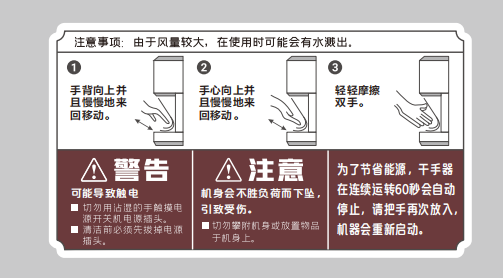 注意事项: 由于风量较大，在使用时可能会有水溅出。
1
手背向上并
且慢慢地来
回移动。
2
手心向上并
且慢慢地来
回移动。
3
轻轻摩擦
双手。
警告
可能导致触电
切勿用沾湿的手触摸电
源开关机电源插头。
清洁前必须先拔掉电源
插头。
注意
机身会不胜负荷而下坠，
引致受伤。
切勿攀附机身或放置物品
于机身上。
为了节省能源，干手器
在连续运转60秒会自动
停止，请把手再次放入，
机器会重新启动。